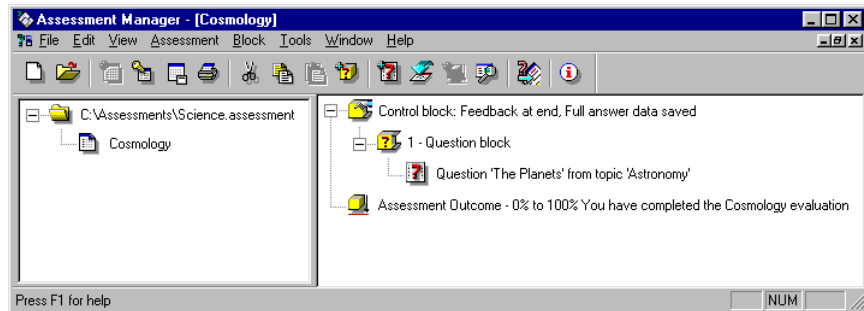 Assessment Manager - [Cosmology]
File Edit View Assessment Block Tools Window Help
C:\Assessments\Science.assessment
Cosmology
Control block: Feedback at end, Full answer data saved
1 - Question block
Question 'The Planets' from topic 'Astronomy'
Assessment Outcome - 0% to 100% You have completed the Cosmology evaluation
Press F1 for help
NUM